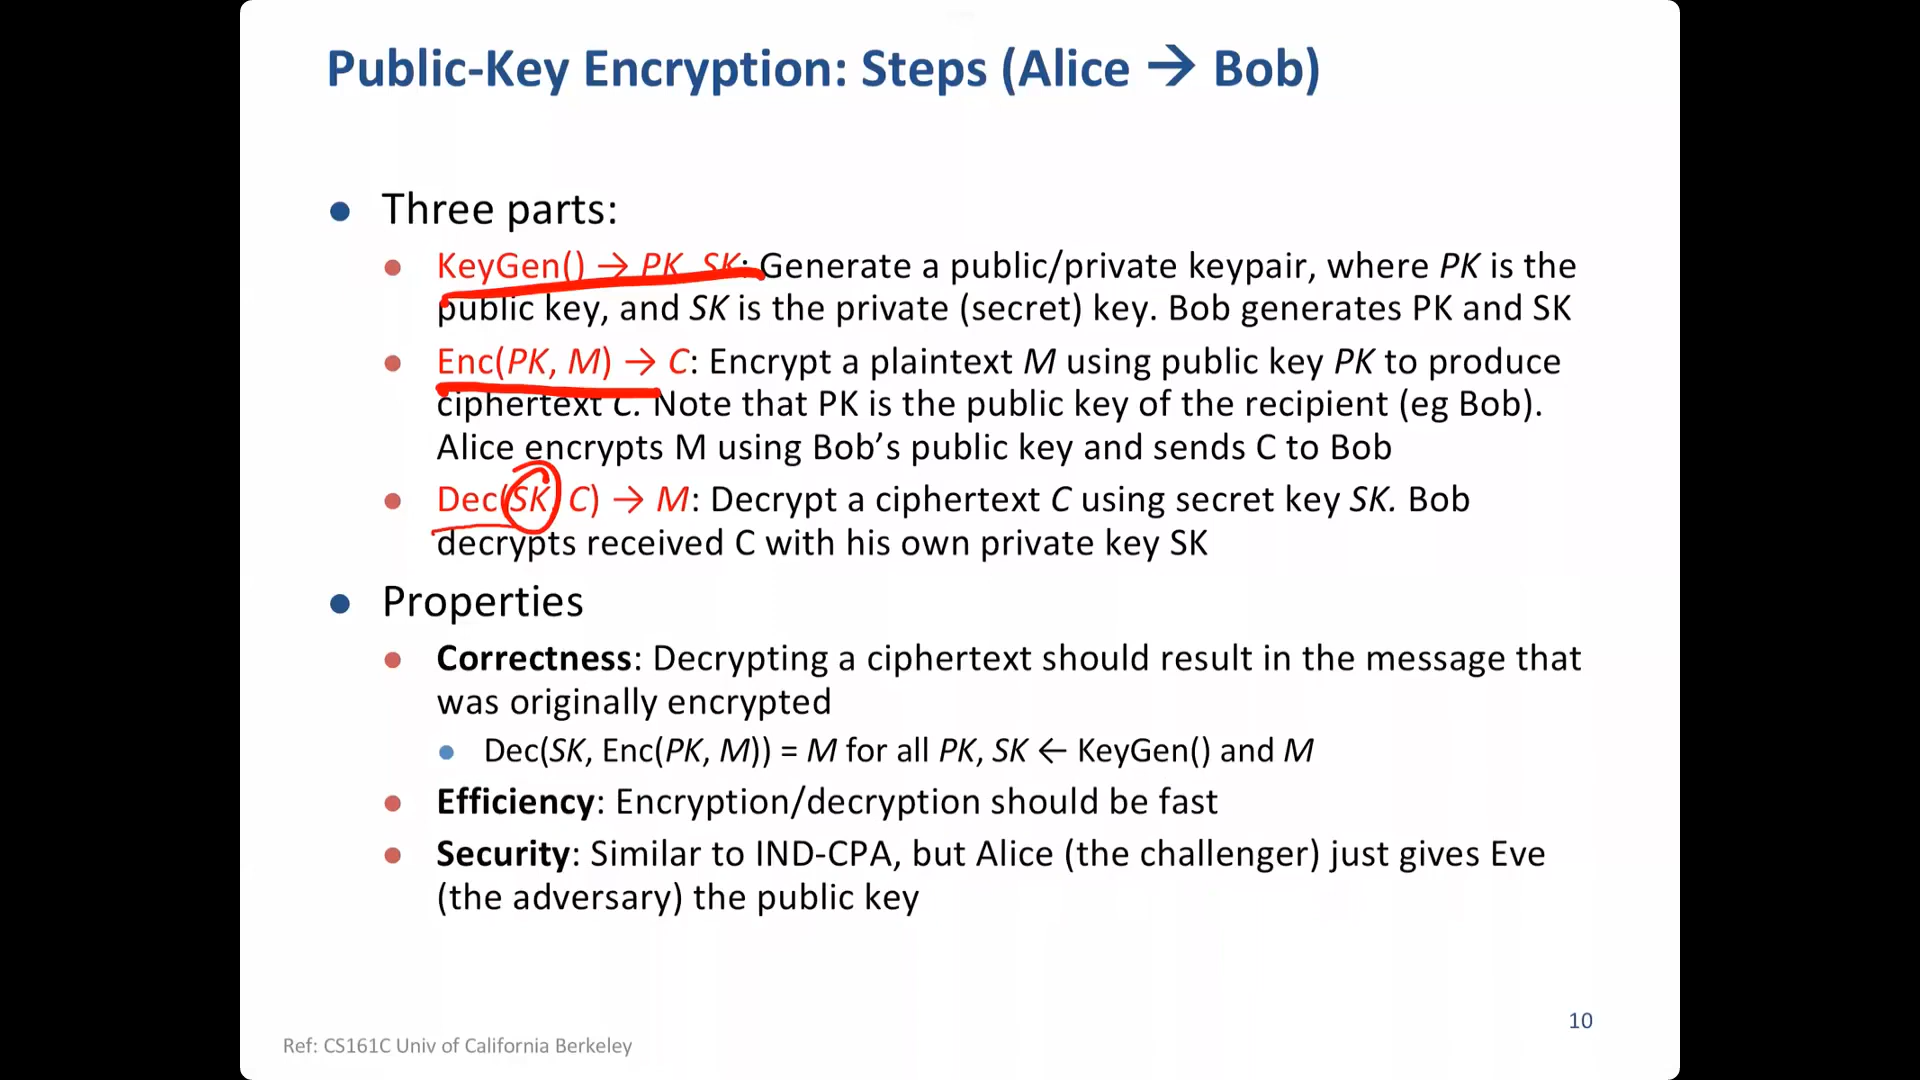 Public-Key Encryption: Steps (Alice → Bob)
● Three parts:
● KeyGen() → PK, SK: Generate a public/private keypair, where PK is the
public key, and SK is the private (secret) key. Bob generates PK and SK
● Enc(PK, M) → C: Encrypt a plaintext M using public key PK to produce
ciphertext C. Note that PK is the public key of the recipient (eg Bob).
Alice encrypts M using Bob’s public key and sends C to Bob
● Dec(SK, C) → M: Decrypt a ciphertext C using secret key SK. Bob
decrypts received C with his own private key SK
● Properties
● Correctness: Decrypting a ciphertext should result in the message that
was originally encrypted
● Dec(SK, Enc(PK, M)) = M for all PK, SK ← KeyGen() and M
● Efficiency: Encryption/decryption should be fast
● Security: Similar to IND-CPA, but Alice (the challenger) just gives Eve
(the adversary) the public key
10
Ref: CS161C Univ of California Berkeley